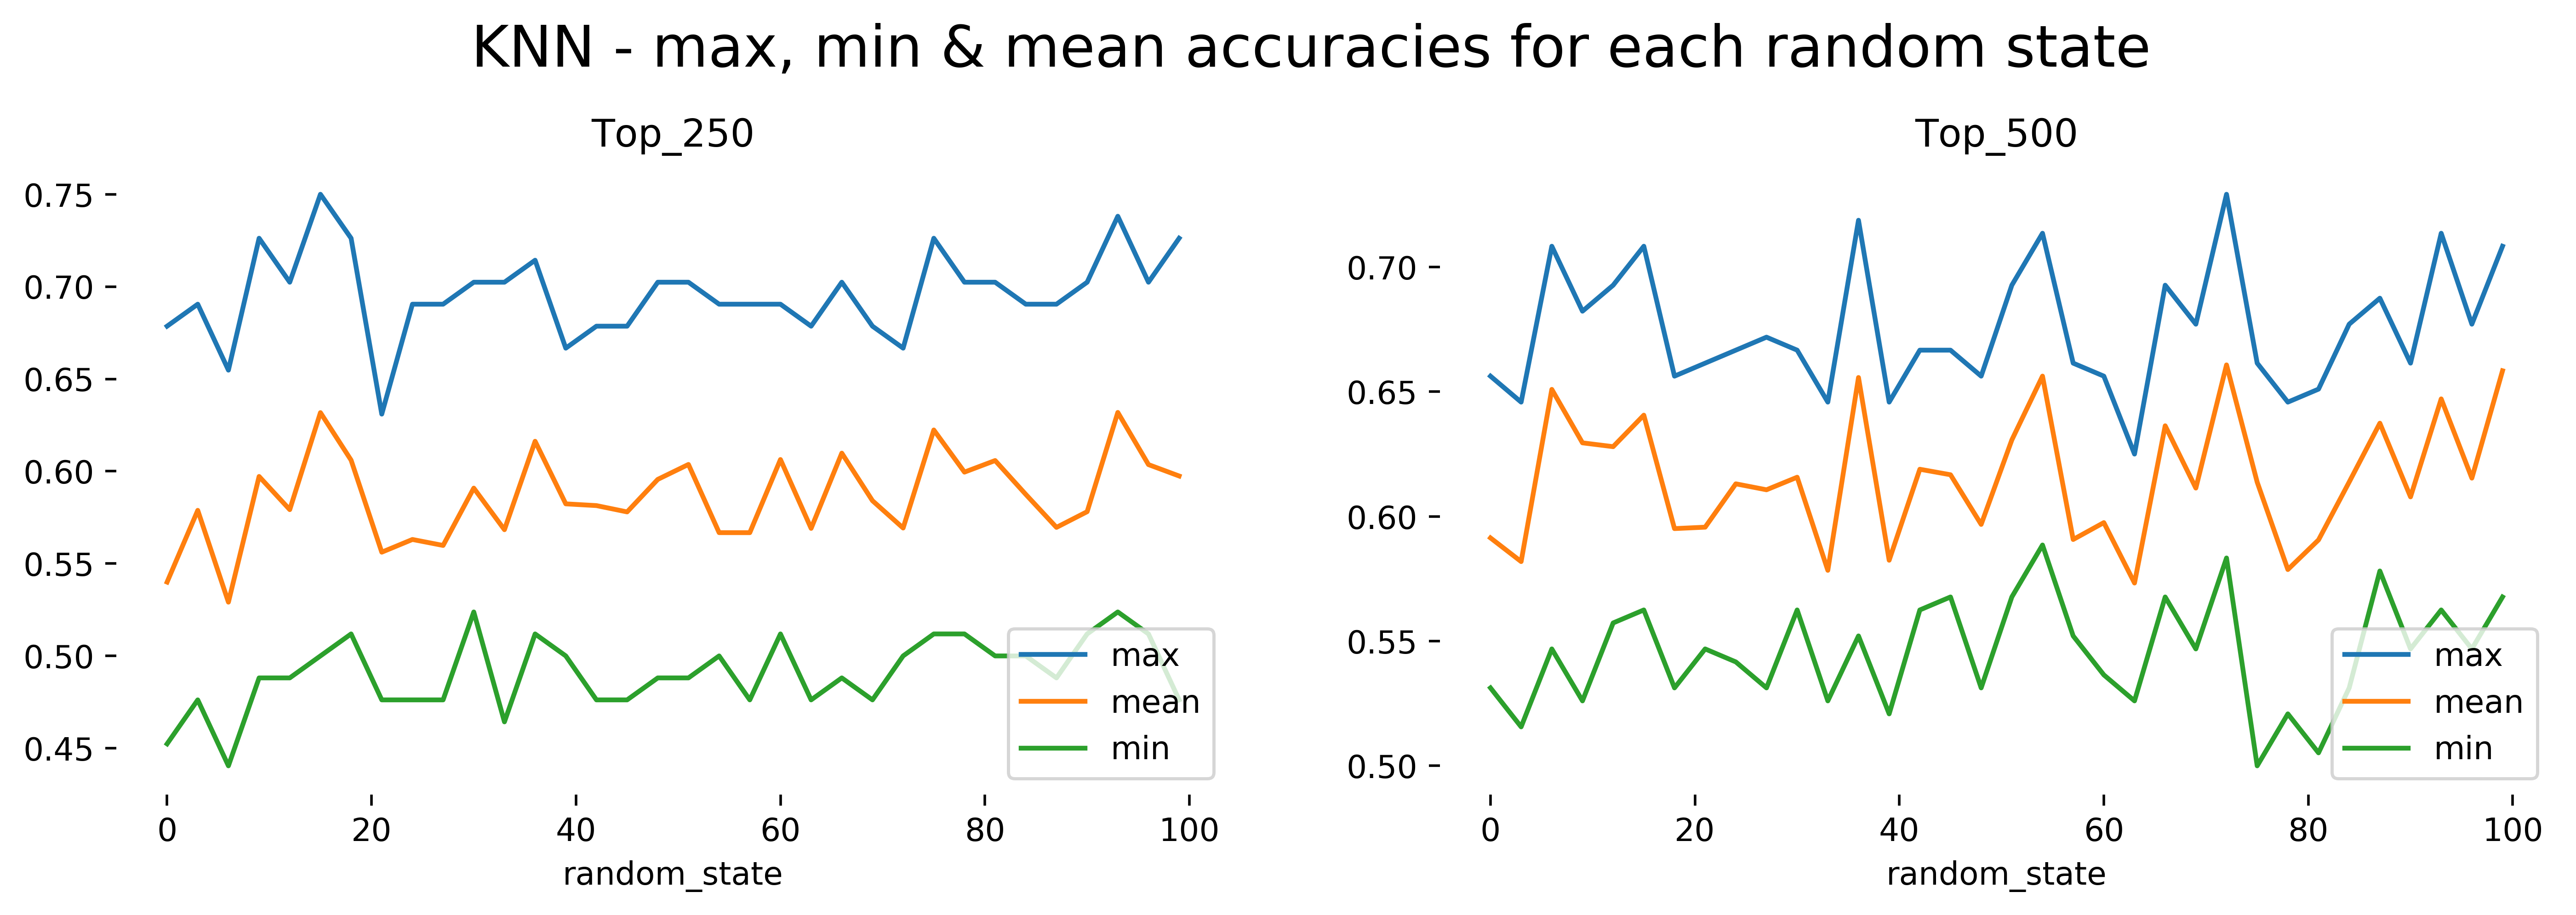 KNN - max, min & mean accuracies for each random state
Top_250
0.75
0.70
0.65
0.60
0.55
0.50
0.45
0 20 40 60 80 100
random_state
max
mean
min
Top_500
0.70
0.65
0.60
0.55
0.50
0 20 40 60 80 100
random_state
max
mean
min